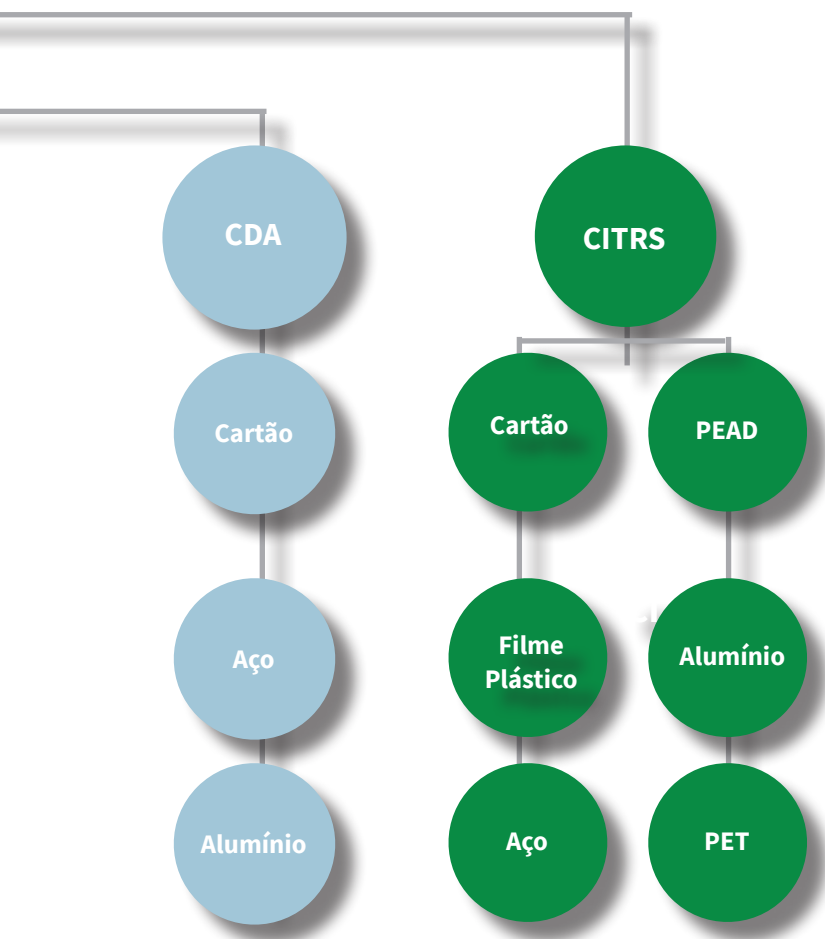 CDA
CITRS
Cartão
Cartão
PEAD
Filme
Plástico
Aço
Alumínio
Alumínio
Aço
PET